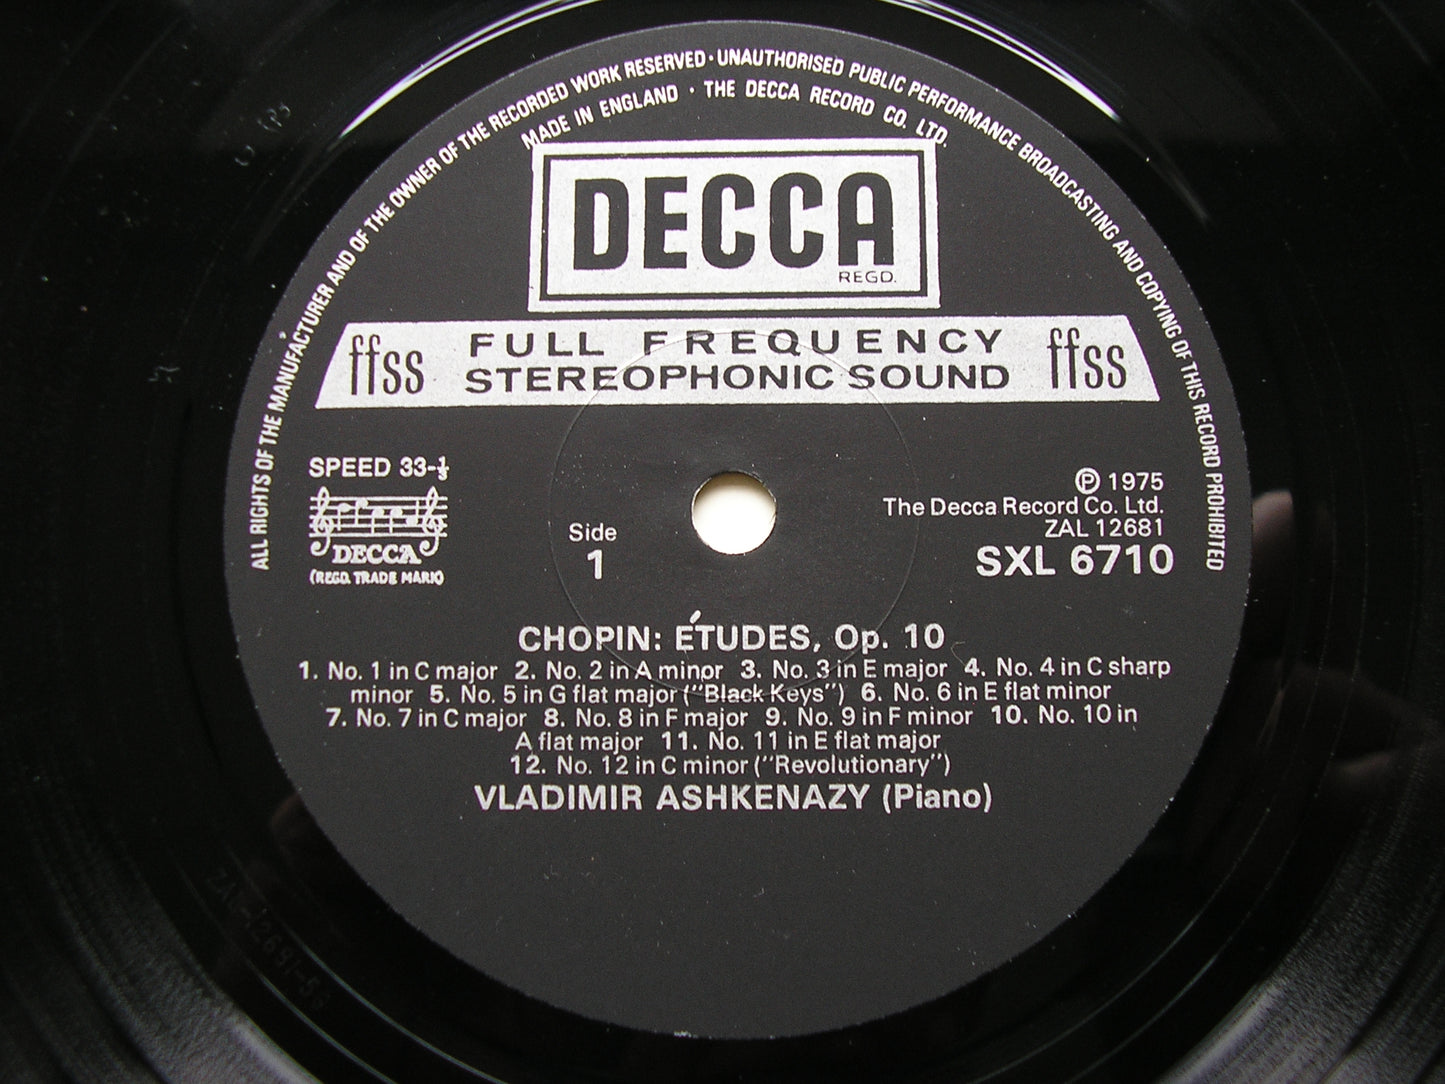 ALL RIGHTS OF THE MANUFACTURER AND OF THE OWNER OF THE RECORDED WORK RESERVED · UNAUTHORISED PUBLIC PERFORMANCE BROADCASTING AND COPYING OF THIS RECORD PROHIBITED
MADE IN ENGLAND · THE DECCA RECORD CO. LTD.
DECCA
REGD.
ffss FULL FREQUENCY STEREOPHONIC SOUND ffss
SPEED 33-⅓
DECCA
(REGD. TRADE MARK)
Side
1
Ⓟ 1975
The Decca Record Co. Ltd.
ZAL 12681
SXL 6710
CHOPIN: ÉTUDES, Op. 10
1. No. 1 in C major 2. No. 2 in A minor 3. No. 3 in E major 4. No. 4 in C sharp
minor 5. No. 5 in G flat major (“Black Keys”) 6. No. 6 in E flat minor
7. No. 7 in C major 8. No. 8 in F major 9. No. 9 in F minor 10. No. 10 in
A flat major 11. No. 11 in E flat major
12. No. 12 in C minor (“Revolutionary”)
VLADIMIR ASHKENAZY (Piano)